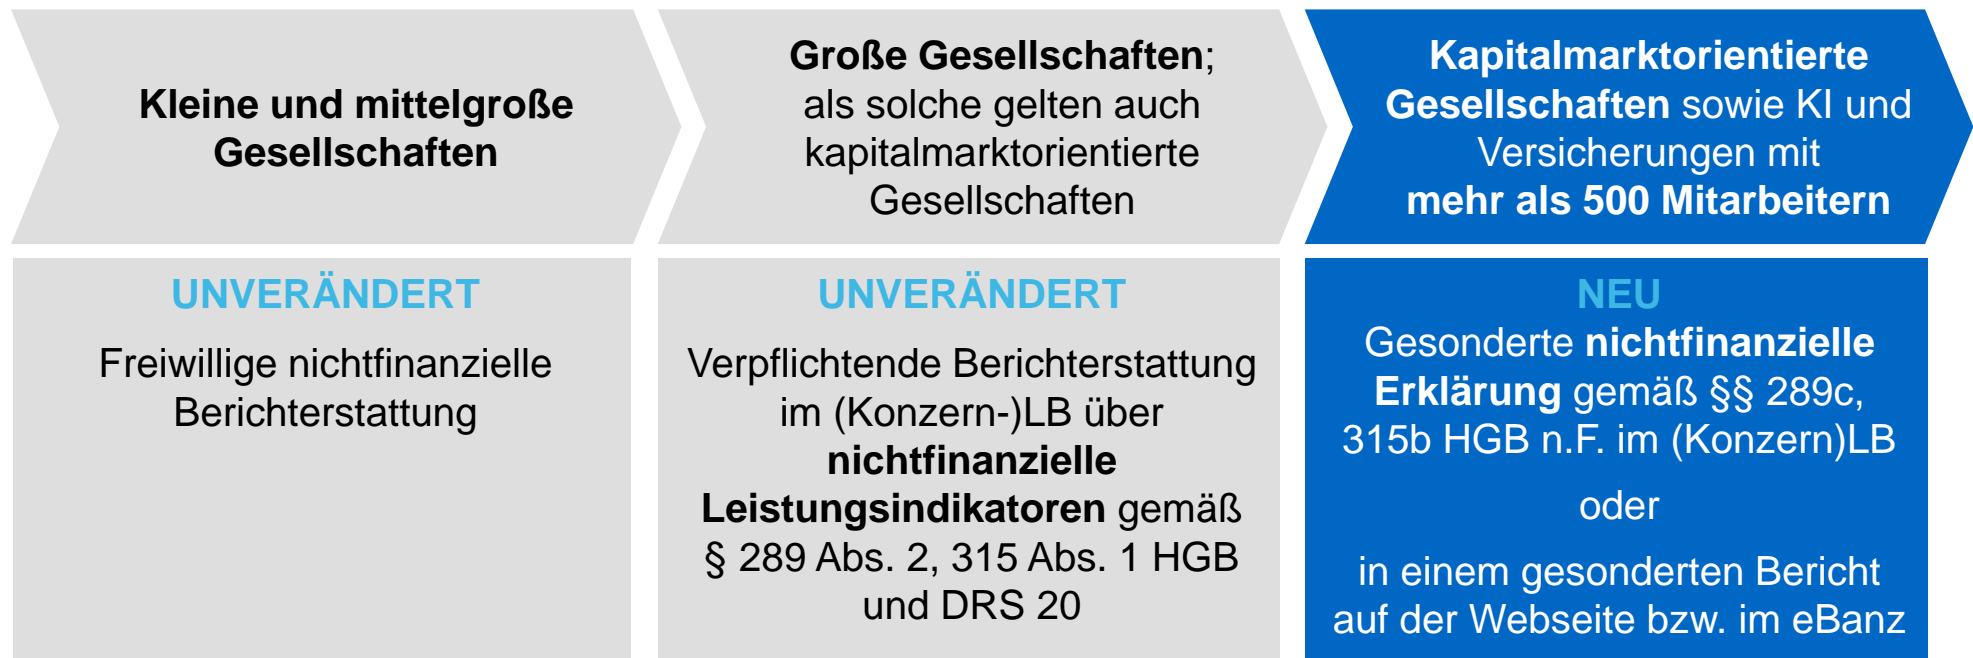 Kleine und mittelgroße
Gesellschaften
Große Gesellschaften;
als solche gelten auch
kapitalmarktorientierte
Gesellschaften
Kapitalmarktorientierte
Gesellschaften sowie KI und
Versicherungen mit
mehr als 500 Mitarbeitern
UNVERÄNDERT
Freiwillige nichtfinanzielle
Berichterstattung
UNVERÄNDERT
Verpflichtende Berichterstattung
im (Konzern-)LB über
nichtfinanzielle
Leistungsindikatoren gemäß
§ 289 Abs. 2, 315 Abs. 1 HGB
und DRS 20
NEU
Gesonderte nichtfinanzielle
Erklärung gemäß §§ 289c,
315b HGB n.F. im (Konzern)LB
oder
in einem gesonderten Bericht
auf der Webseite bzw. im eBanz